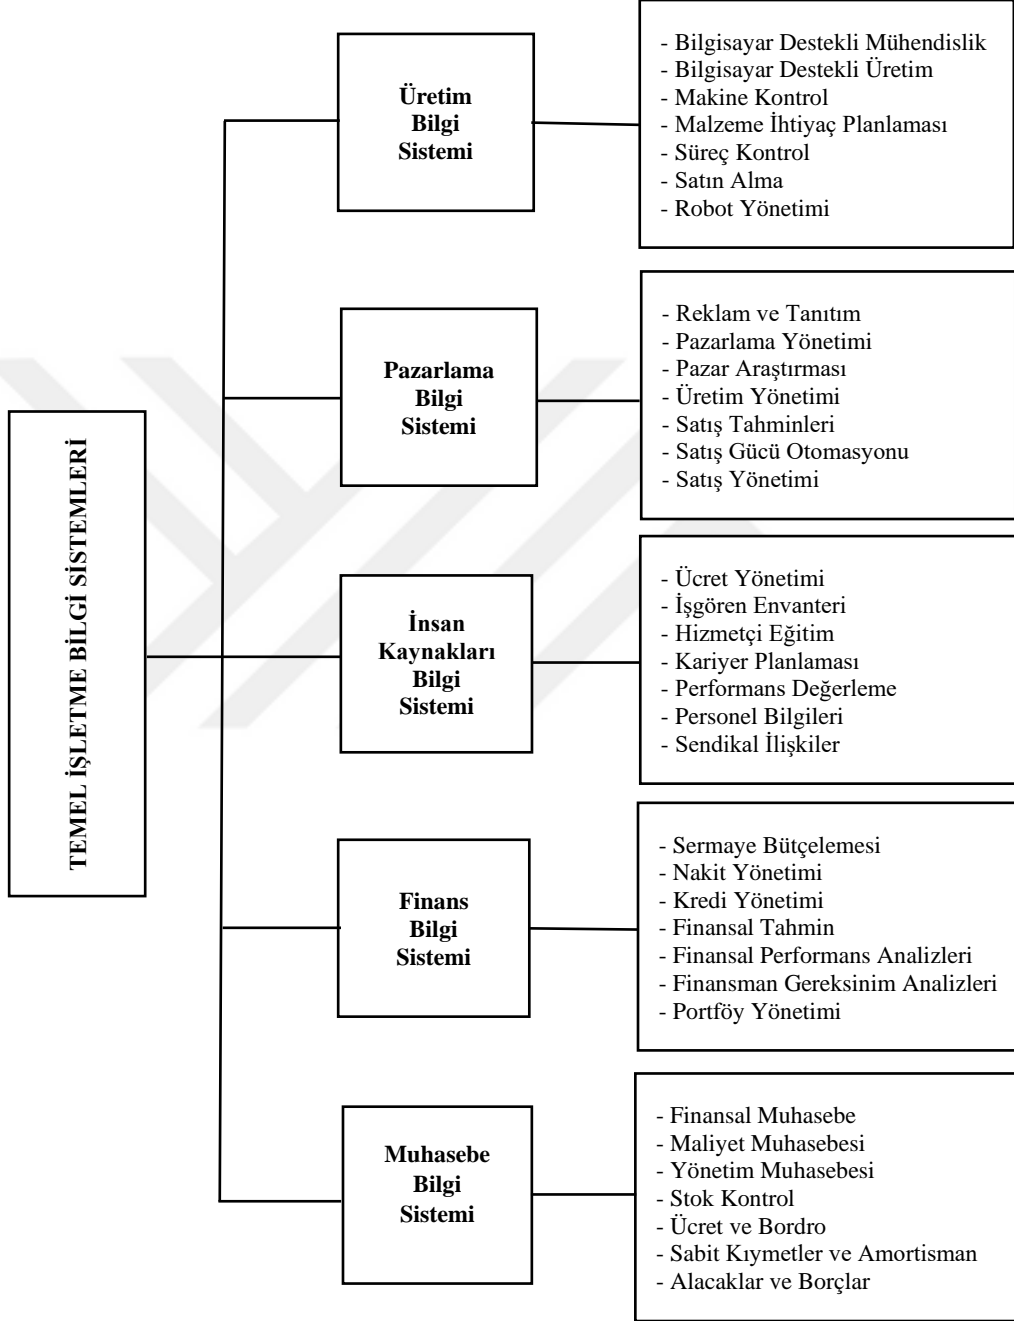 TEMEL İŞLETME BİLGİ SİSTEMLERİ
Üretim
Bilgi
Sistemi
- Bilgisayar Destekli Mühendislik
- Bilgisayar Destekli Üretim
- Makine Kontrol
- Malzeme İhtiyaç Planlaması
- Süreç Kontrol
- Satın Alma
- Robot Yönetimi
Pazarlama
Bilgi
Sistemi
- Reklam ve Tanıtım
- Pazarlama Yönetimi
- Pazar Araştırması
- Üretim Yönetimi
- Satış Tahminleri
- Satış Gücü Otomasyonu
- Satış Yönetimi
İnsan
Kaynakları
Bilgi
Sistemi
- Ücret Yönetimi
- İşgören Envanteri
- Hizmetçi Eğitim
- Kariyer Planlaması
- Performans Değerleme
- Personel Bilgileri
- Sendikal İlişkiler
Finans
Bilgi
Sistemi
- Sermaye Bütçelemesi
- Nakit Yönetimi
- Kredi Yönetimi
- Finansal Tahmin
- Finansal Performans Analizleri
- Finansman Gereksinim Analizleri
- Portföy Yönetimi
Muhasebe
Bilgi
Sistemi
- Finansal Muhasebe
- Maliyet Muhasebesi
- Yönetim Muhasebesi
- Stok Kontrol
- Ücret ve Bordro
- Sabit Kıymetler ve Amortisman
- Alacaklar ve Borçlar